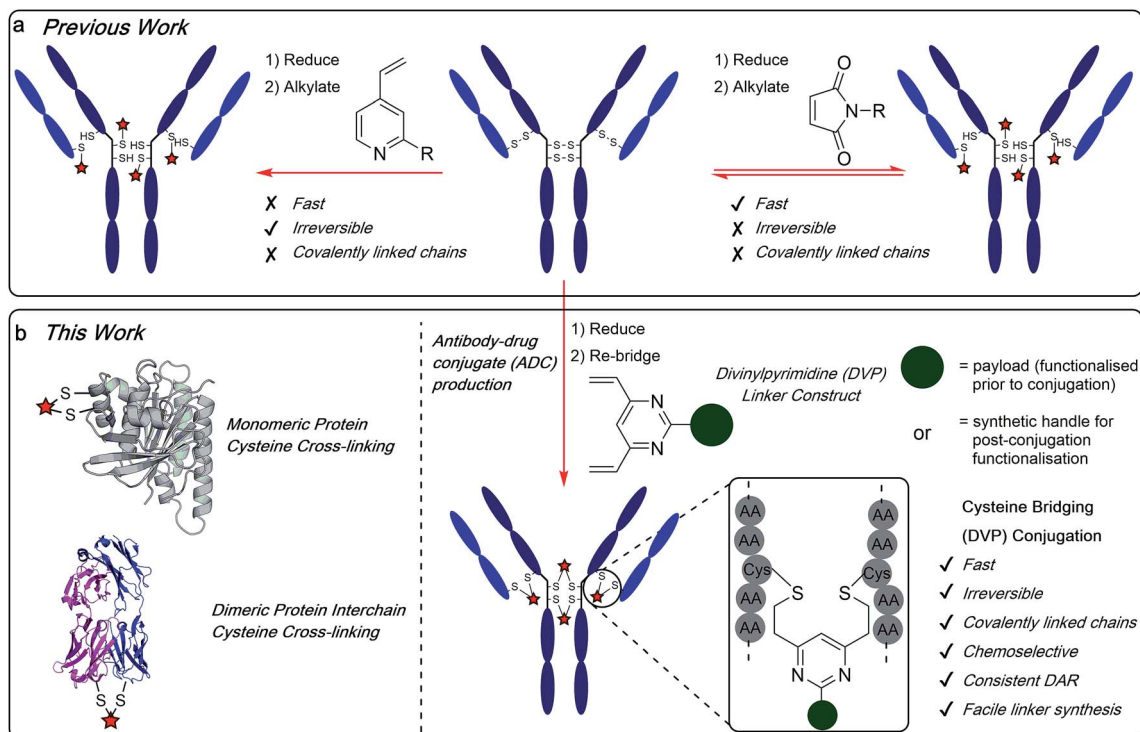 a Previous Work
1) Reduce
2) Alkylate
N
R
✗ Fast
✓ Irreversible
✗ Covalently linked chains
HS
S
S
HS
S
SH
HS
S
S
S-S
S-S
S
S
S
S
1) Reduce
2) Alkylate
O
N-R
O
✓ Fast
✗ Irreversible
✗ Covalently linked chains
HS
S
S
HS
S
SH
HS
S
b This Work
S
S
Monomeric Protein
Cysteine Cross-linking
S
S
Dimeric Protein Interchain
Cysteine Cross-linking
Antibody-drug
conjugate (ADC)
production
1) Reduce
2) Re-bridge
N
N
Divinylpyrimidine (DVP)
Linker Construct
= payload (functionalised
prior to conjugation)
or
= synthetic handle for
post-conjugation
functionalisation
S
S
S
S
S
S
S
S
AA
AA
AA
AA
Cys
Cys
S
S
AA
AA
AA
AA
N
N
Cysteine Bridging
(DVP) Conjugation
✓ Fast
✓ Irreversible
✓ Covalently linked chains
✓ Chemoselective
✓ Consistent DAR
✓ Facile linker synthesis